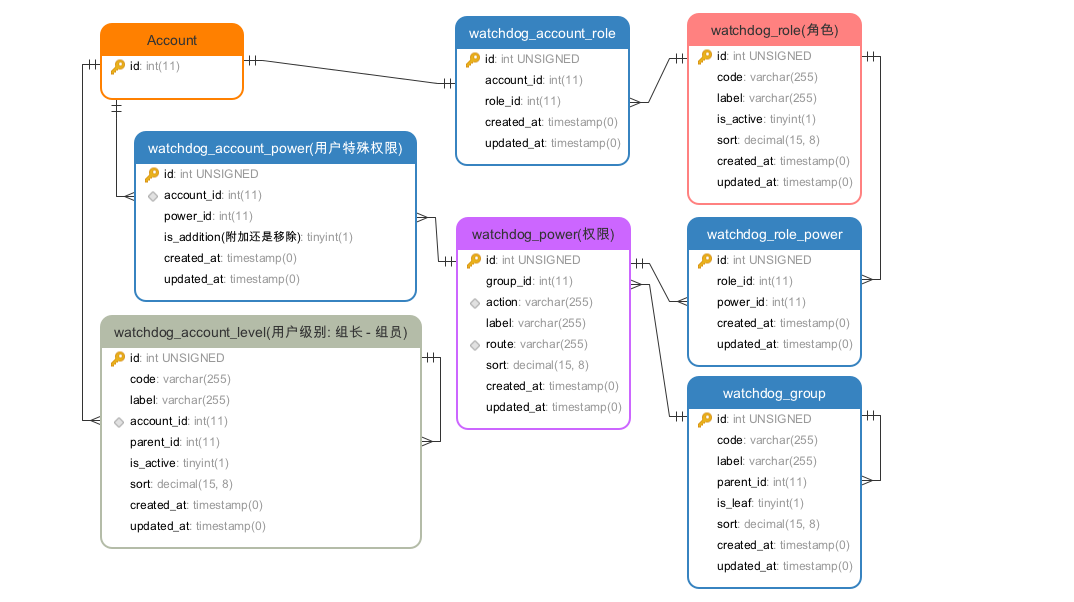 Account
id: int(11)
watchdog_account_role
id: int UNSIGNED
account_id: int(11)
role_id: int(11)
created_at: timestamp(0)
updated_at: timestamp(0)
watchdog_role(角色)
id: int UNSIGNED
code: varchar(255)
label: varchar(255)
is_active: tinyint(1)
sort: decimal(15, 8)
created_at: timestamp(0)
updated_at: timestamp(0)
watchdog_account_power(用户特殊权限)
id: int UNSIGNED
account_id: int(11)
power_id: int(11)
is_addition(附加还是移除): tinyint(1)
created_at: timestamp(0)
updated_at: timestamp(0)
watchdog_power(权限)
id: int UNSIGNED
group_id: int(11)
action: varchar(255)
label: varchar(255)
route: varchar(255)
sort: decimal(15, 8)
created_at: timestamp(0)
updated_at: timestamp(0)
watchdog_role_power
id: int UNSIGNED
role_id: int(11)
power_id: int(11)
created_at: timestamp(0)
updated_at: timestamp(0)
watchdog_account_level(用户级别: 组长 - 组员)
id: int UNSIGNED
code: varchar(255)
label: varchar(255)
account_id: int(11)
parent_id: int(11)
is_active: tinyint(1)
sort: decimal(15, 8)
created_at: timestamp(0)
updated_at: timestamp(0)
watchdog_group
id: int UNSIGNED
code: varchar(255)
label: varchar(255)
parent_id: int(11)
is_leaf: tinyint(1)
sort: decimal(15, 8)
created_at: timestamp(0)
updated_at: timestamp(0)